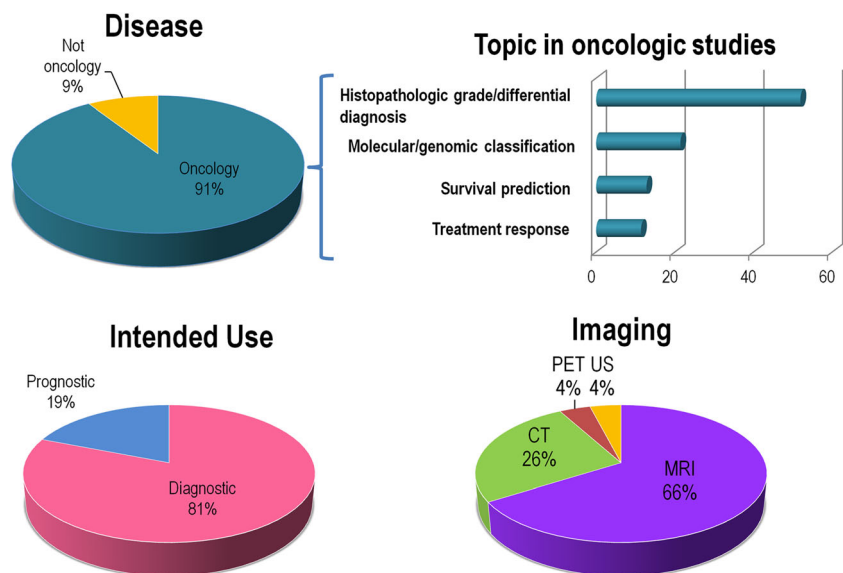 Disease
Not
oncology
9%
Oncology
91%
Topic in oncologic studies
Histopathologic grade/differential
diagnosis
Molecular/genomic classification
Survival prediction
Treatment response
0 20 40 60
Intended Use
Prognostic
19%
Diagnostic
81%
Imaging
PET US
4% 4%
CT
26%
MRI
66%